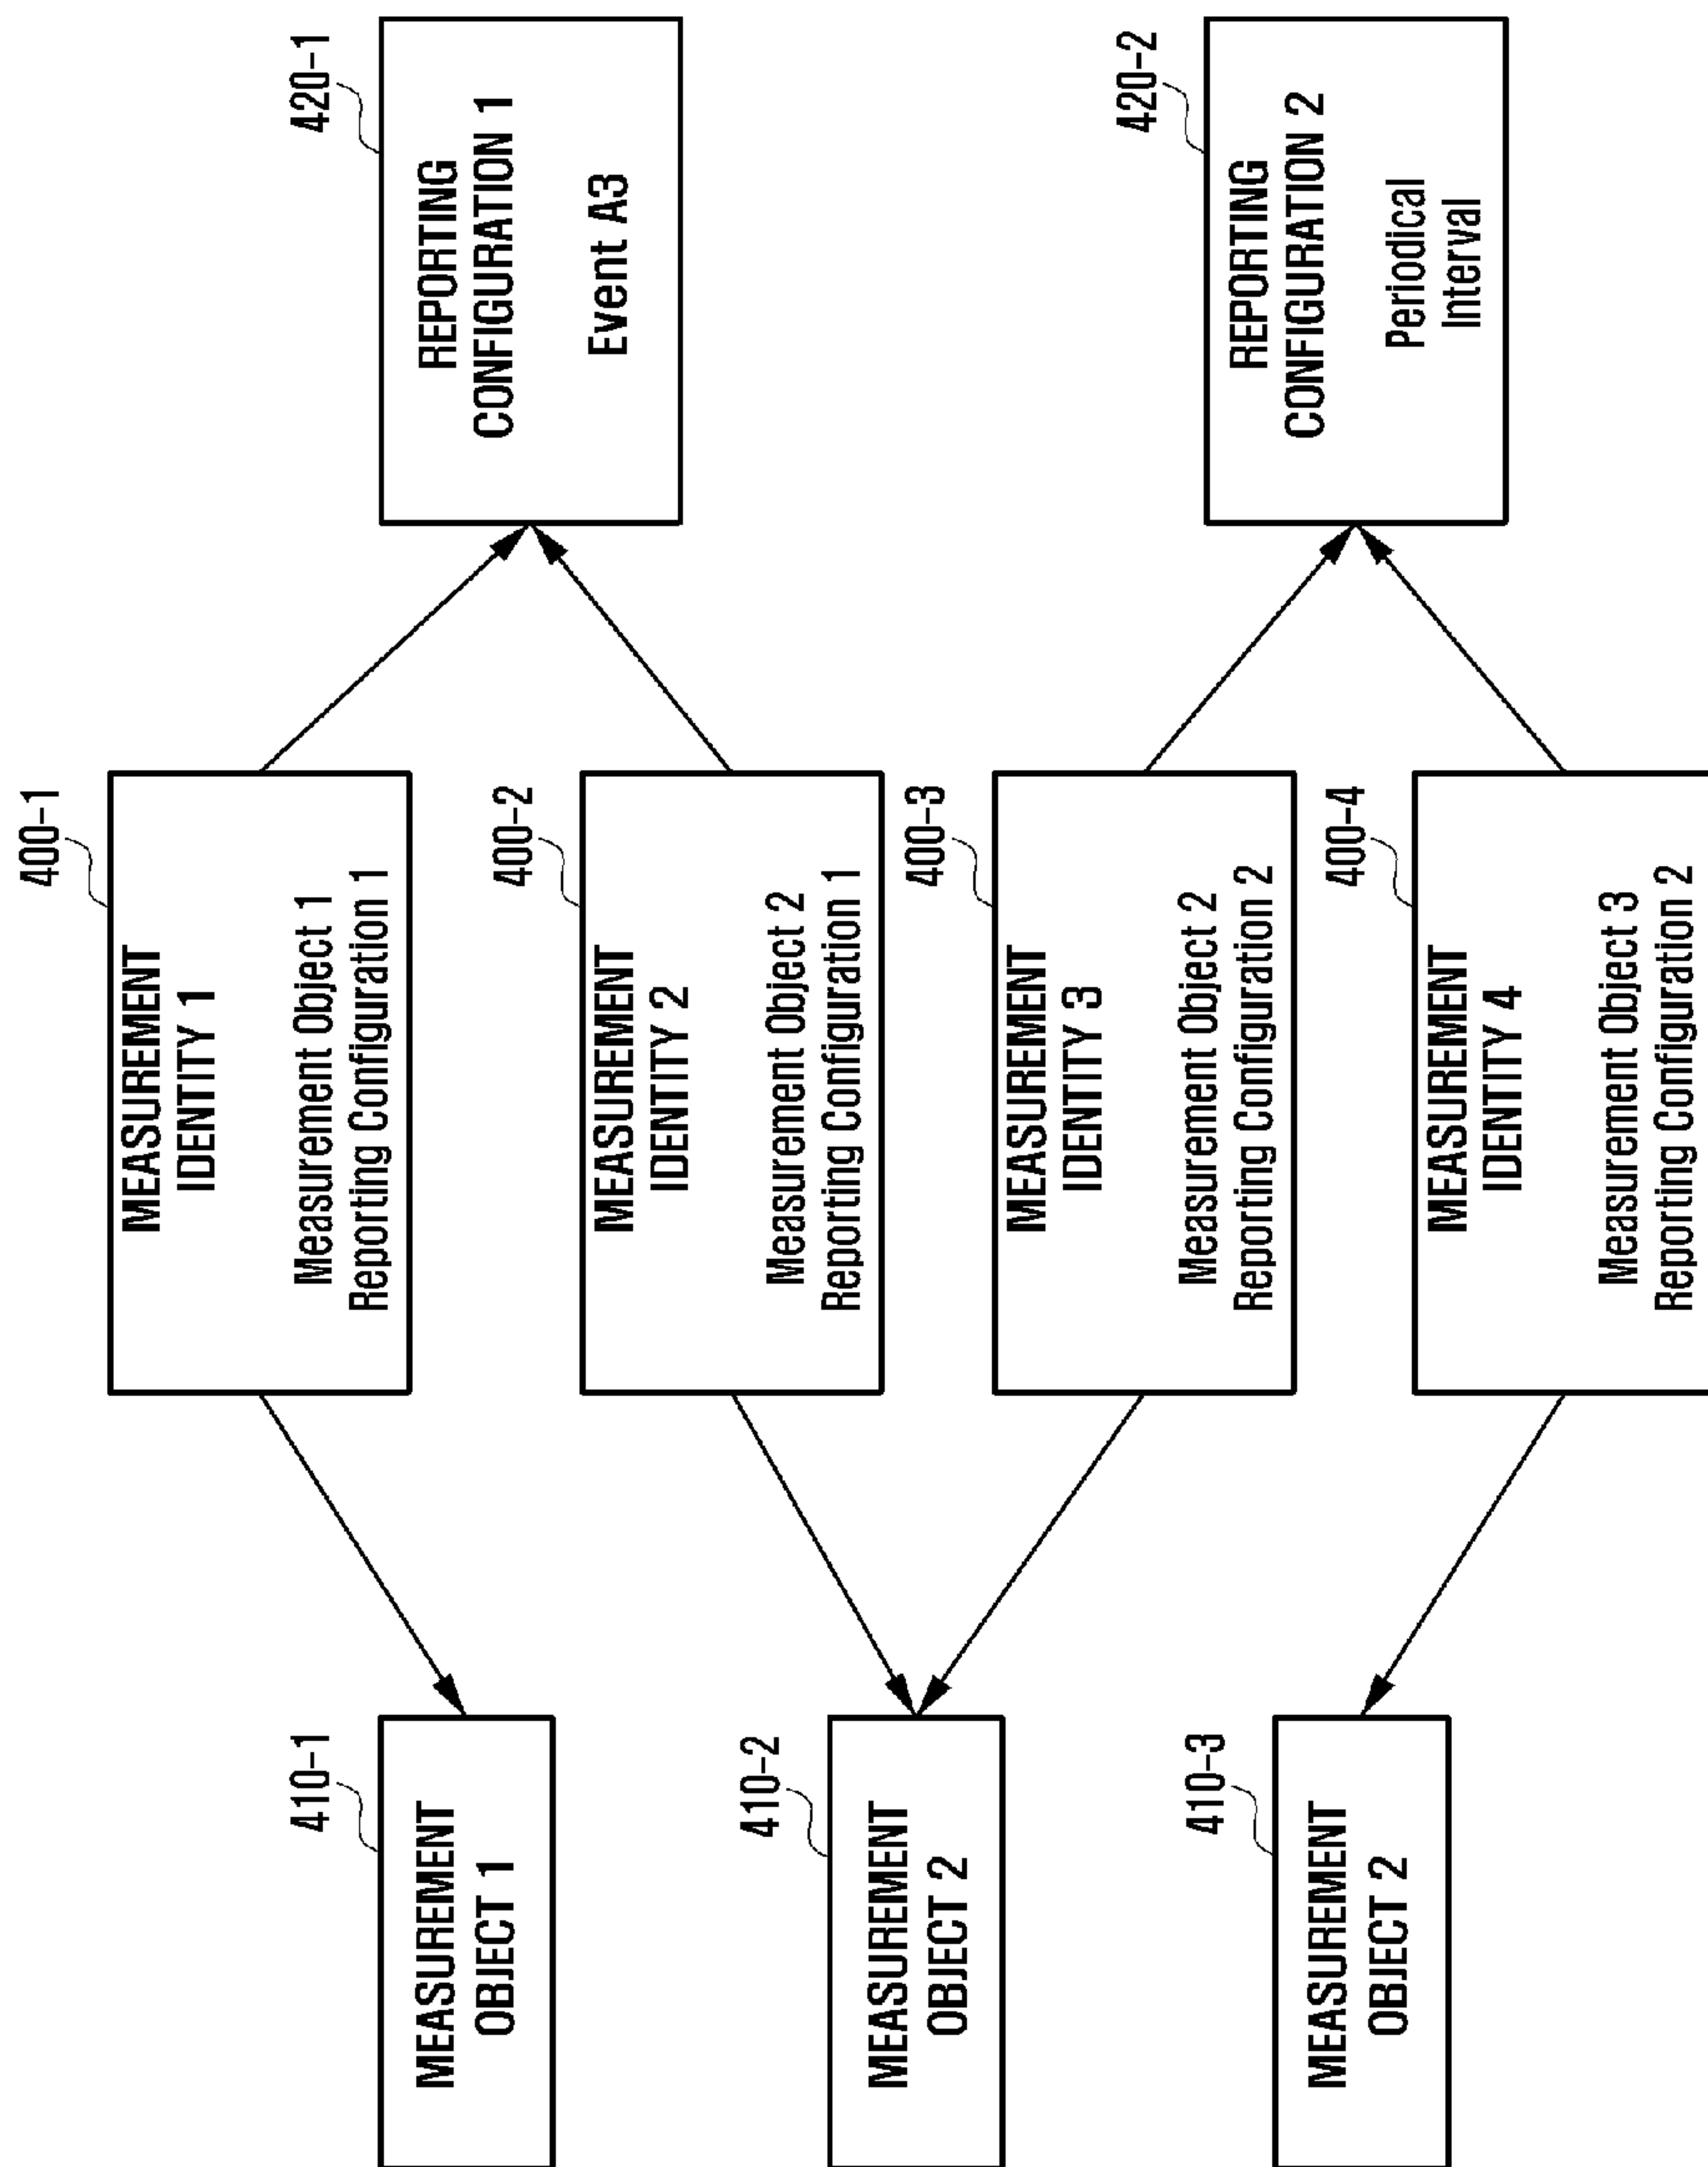 400-1
MEASUREMENT
IDENTITY 1
Measurement Object 1
Reporting Configuration 1
400-2
MEASUREMENT
IDENTITY 2
Measurement Object 2
Reporting Configuration 1
400-3
MEASUREMENT
IDENTITY 3
Measurement Object 2
Reporting Configuration 2
400-4
MEASUREMENT
IDENTITY 4
Measurement Object 3
Reporting Configuration 2
410-1
MEASUREMENT
OBJECT 1
410-2
MEASUREMENT
OBJECT 2
410-3
MEASUREMENT
OBJECT 2
420-1
REPORTING
CONFIGURATION 1
Event A3
420-2
REPORTING
CONFIGURATION 2
Periodical
Interval